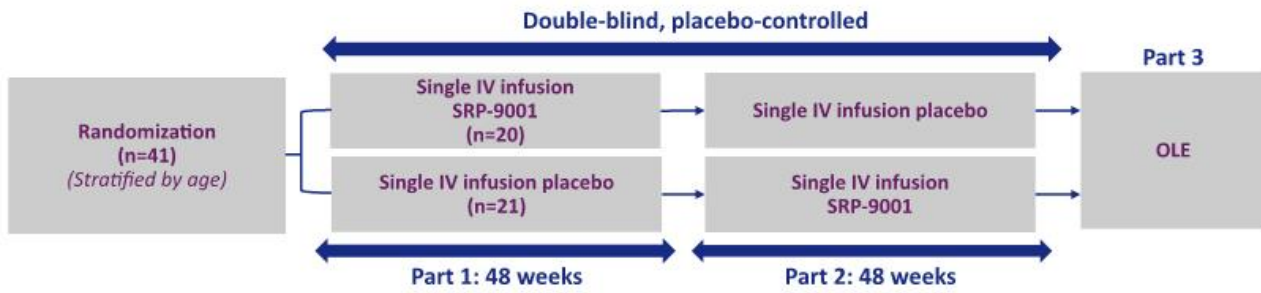 Double-blind, placebo-controlled
Part 3
Randomization
(n=41)
(Stratified by age)
Single IV infusion
SRP-9001
(n=20)
Single IV infusion placebo
OLE
Single IV infusion placebo
(n=21)
Single IV infusion
SRP-9001
Part 1: 48 weeks
Part 2: 48 weeks